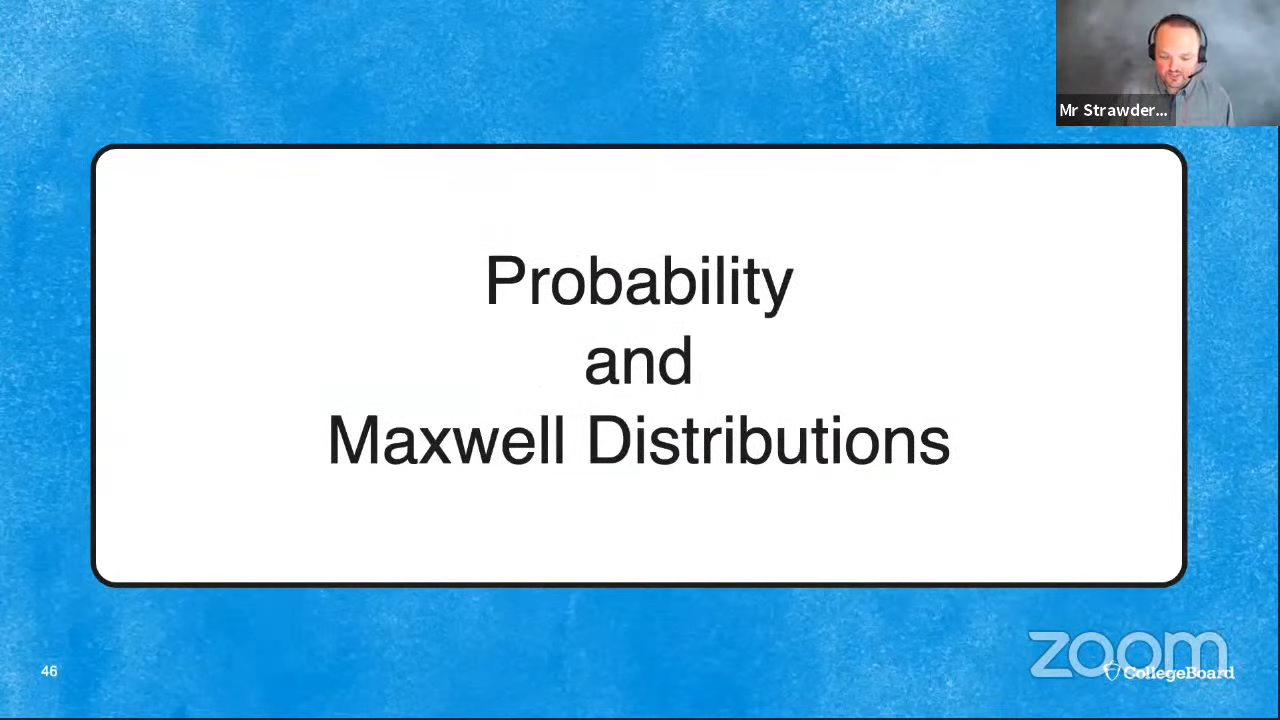 Mr Strawder...
Probability
and
Maxwell Distributions
46
zoom
CollegeBoard